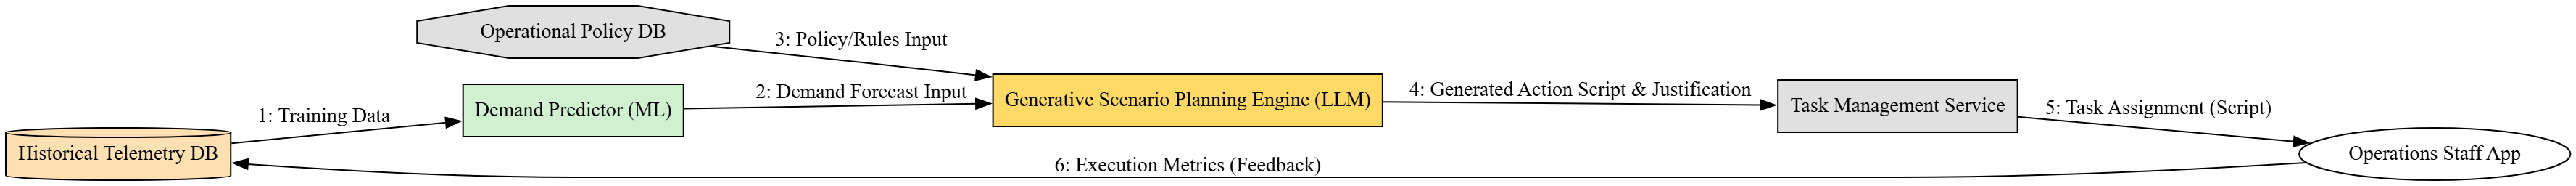 Operational Policy DB
3: Policy/Rules Input
Historical Telemetry DB
1: Training Data
Demand Predictor (ML)
2: Demand Forecast Input
Generative Scenario Planning Engine (LLM)
4: Generated Action Script & Justification
Task Management Service
5: Task Assignment (Script)
Operations Staff App
6: Execution Metrics (Feedback)